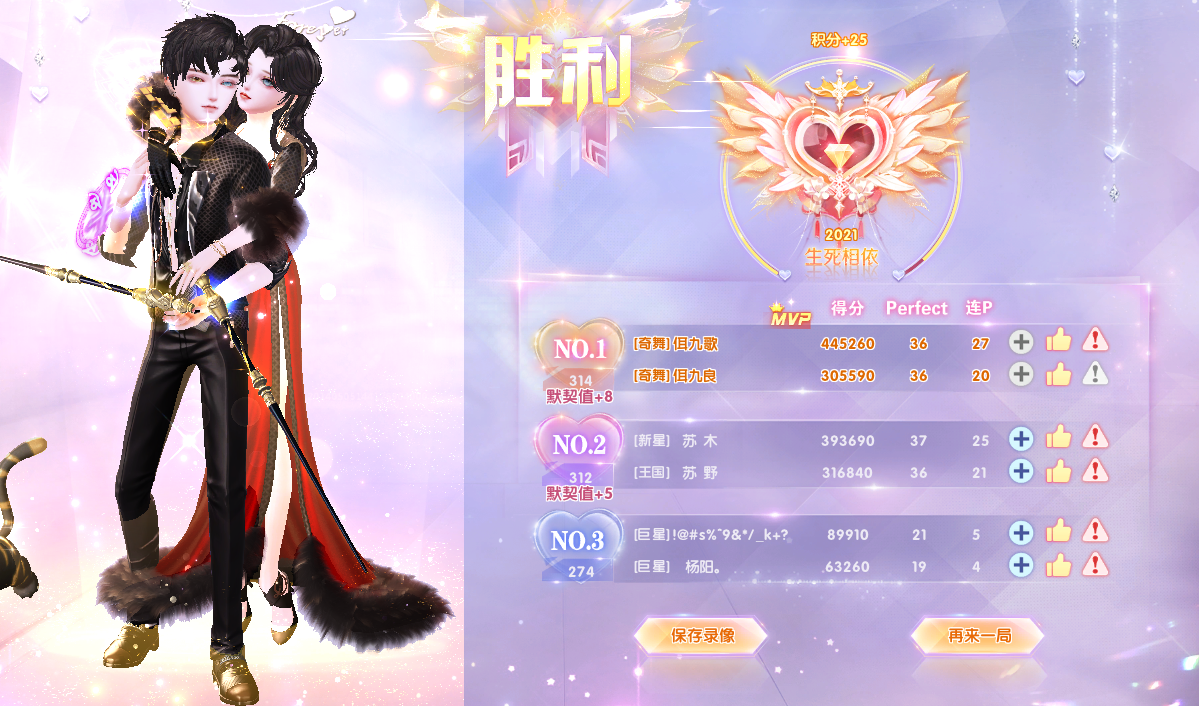 Forever
胜利
积分+25
2021
生死相依
MVP 得分 Perfect 连P
NO.1
314
默契值+8
[奇舞] 佴九歌 445260 36 27
[奇舞] 佴九良 305590 36 20
NO.2
312
默契值+5
[新星] 苏 木 393690 37 25
[王国] 苏 野 316840 36 21
NO.3
274
[巨星]!@#s%~9&*/_k+?。 89910 21 5
[巨星] 杨阳。 63260 19 4
保存录像 再来一局